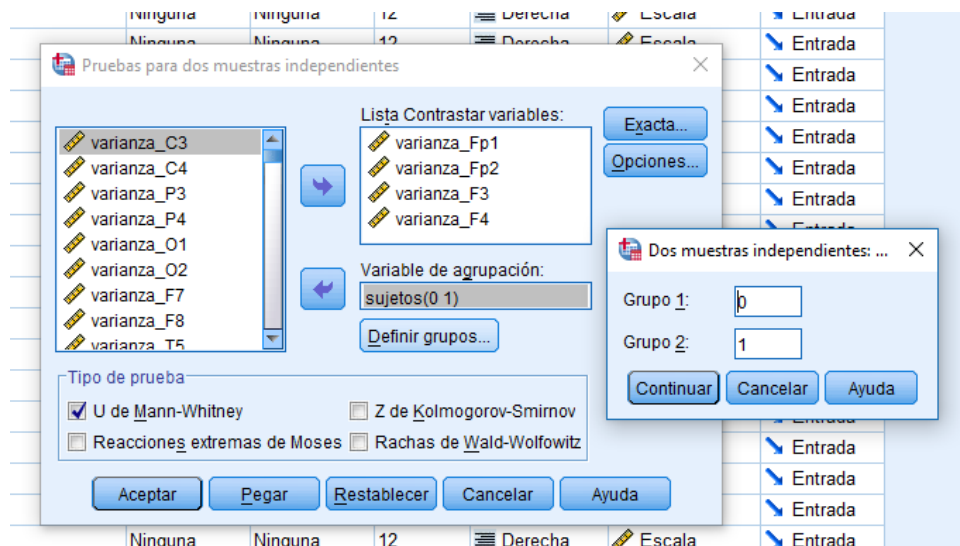 Ninguna Ninguna 12 Derecha Escala Entrada
Ninguna Ninguna 12 Derecha Escala Entrada
Pruebas para dos muestras independientes
Entrada
Lista Contrastar variables:
Exacta...
Opciones...
Entrada
varianza_C3
varianza_C4
varianza_P3
varianza_P4
varianza_O1
varianza_O2
varianza_F7
varianza_F8
varianza_T5
varianza_Fp1
varianza_Fp2
varianza_F3
varianza_F4
Entrada
Entrada
Entrada
Entrada
Variable de agrupación:
sujetos(0 1)
Definir grupos...
Dos muestras independientes: ...
Grupo 1: 0
Grupo 2: 1
Continuar Cancelar Ayuda
Tipo de prueba
U de Mann-Whitney Z de Kolmogorov-Smirnov
Reacciones extremas de Moses Rachas de Wald-Wolfowitz
Entrada
Entrada
Entrada
Entrada
Aceptar Pegar Restablecer Cancelar Ayuda
Ninguna Ninguna 12 Derecha Escala Entrada